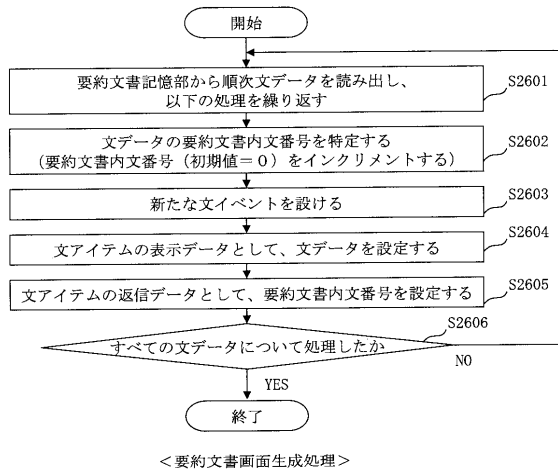 開始
要約文書記憶部から順次文データを読み出し、
以下の処理を繰り返す
S2601
文データの要約文書内文番号を特定する
(要約文書内文番号(初期値=0)をインクリメントする)
S2602
新たな文イベントを設ける
S2603
文アイテムの表示データとして、文データを設定する
S2604
文アイテムの返信データとして、要約文書内文番号を設定する
S2605
すべての文データについて処理したか
S2606
NO
YES
終了
<要約文書画面生成処理>